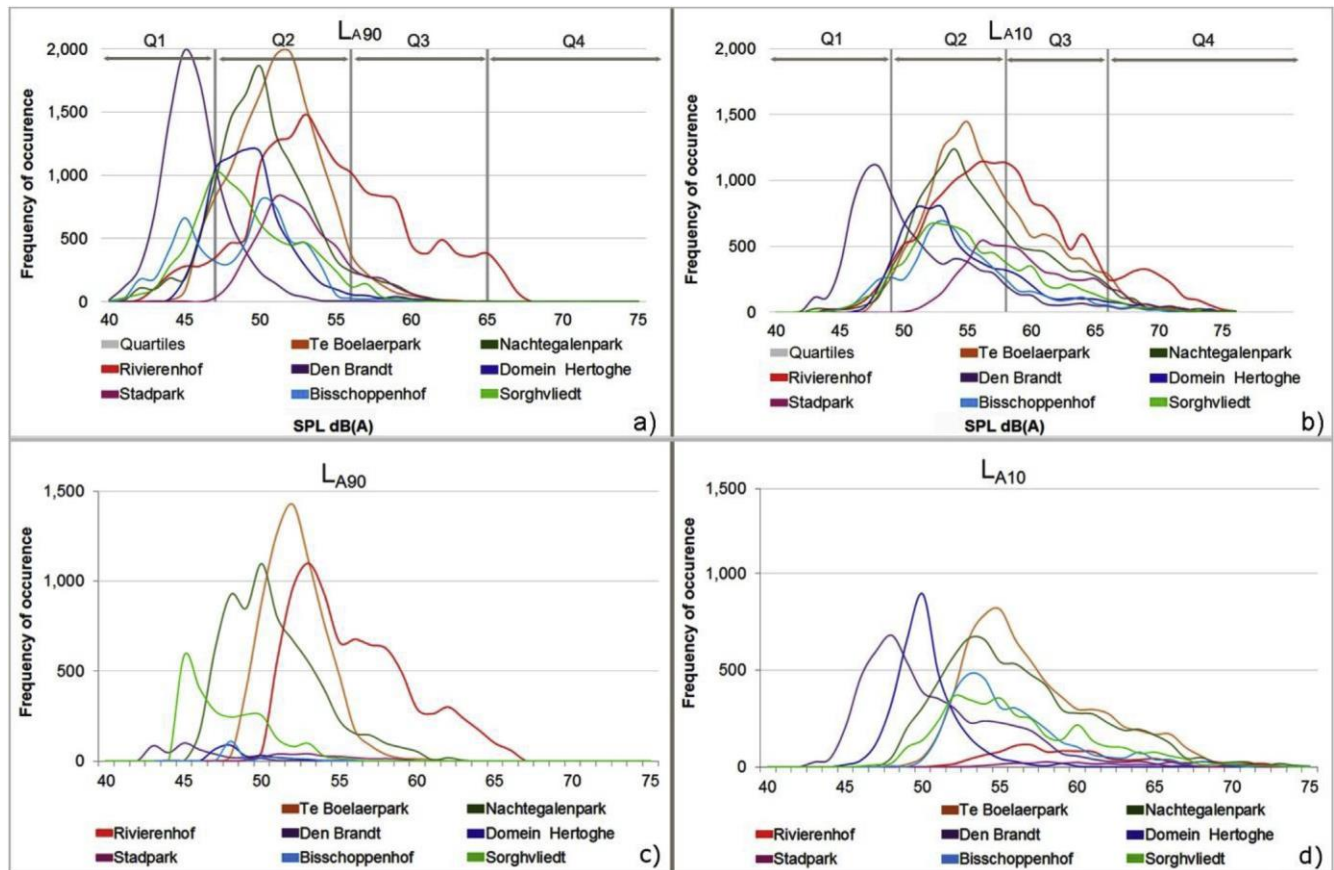 LA90
Q1 Q2 Q3 Q4
2,000
1,500
1,000
500
0
Frequency of occurence
40 45 50 55 60 65 70 75
Quartiles Te Boelaerpark Nachtegalenpark
Rivierenhof Den Brandt Domein Hertoghe
Stadpark Bisschoppenhof Sorghvliedt
SPL dB(A)
a)
LA10
Q1 Q2 Q3 Q4
2,000
1,500
1,000
500
0
Frequency of occurence
40 45 50 55 60 65 70 75
Quartiles Te Boelaerpark Nachtegalenpark
Rivierenhof Den Brandt Domein Hertoghe
Stadpark Bisschoppenhof Sorghvliedt
SPL dB(A)
b)
LA90
1,500
1,000
500
0
Frequency of occurence
40 45 50 55 60 65 70 75
Te Boelaerpark Nachtegalenpark
Rivierenhof Den Brandt Domein Hertoghe
Stadpark Bisschoppenhof Sorghvliedt
c)
LA10
1,500
1,000
500
0
Frequency of occurence
40 45 50 55 60 65 70 75
Te Boelaerpark Nachtegalenpark
Rivierenhof Den Brandt Domein Hertoghe
Stadpark Bisschoppenhof Sorghvliedt
d)